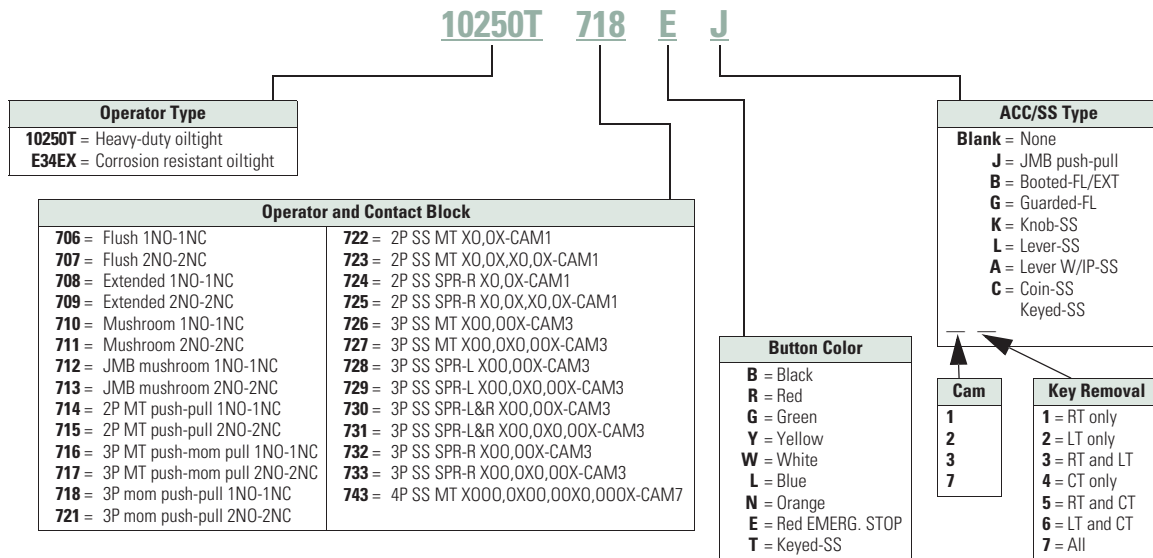 10250T 718 E J
Operator Type
10250T = Heavy-duty oiltight
E34EX = Corrosion resistant oiltight
Operator and Contact Block
706 = Flush 1NO-1NC
707 = Flush 2NO-2NC
708 = Extended 1NO-1NC
709 = Extended 2NO-2NC
710 = Mushroom 1NO-1NC
711 = Mushroom 2NO-2NC
712 = JMB mushroom 1NO-1NC
713 = JMB mushroom 2NO-2NC
714 = 2P MT push-pull 1NO-1NC
715 = 2P MT push-pull 2NO-2NC
716 = 3P MT push-mom pull 1NO-1NC
717 = 3P MT push-mom pull 2NO-2NC
718 = 3P mom push-pull 1NO-1NC
721 = 3P mom push-pull 2NO-2NC
722 = 2P SS MT XO,OX-CAM1
723 = 2P SS MT XO,OX,XO,OX-CAM1
724 = 2P SS SPR-R XO,OX-CAM1
725 = 2P SS SPR-R XO,OX,XO,OX-CAM1
726 = 3P SS MT XOO,OOX-CAM3
727 = 3P SS MT XOO,OXO,OOX-CAM3
728 = 3P SS SPR-L XOO,OOX-CAM3
729 = 3P SS SPR-L XOO,OXO,OOX-CAM3
730 = 3P SS SPR-L&R XOO,OOX-CAM3
731 = 3P SS SPR-L&R XOO,OXO,OOX-CAM3
732 = 3P SS SPR-R XOO,OOX-CAM3
733 = 3P SS SPR-R XOO,OXO,OOX-CAM3
743 = 4P SS MT XOOO,OXOO,OOXO,OOOX-CAM7
Button Color
B = Black
R = Red
G = Green
Y = Yellow
W = White
L = Blue
N = Orange
E = Red EMERG. STOP
T = Keyed-SS
ACC/SS Type
Blank = None
J = JMB push-pull
B = Booted-FL/EXT
G = Guarded-FL
K = Knob-SS
L = Lever-SS
A = Lever W/IP-SS
C = Coin-SS
Keyed-SS
Cam
1
2
3
7
Key Removal
1 = RT only
2 = LT only
3 = RT and LT
4 = CT only
5 = RT and CT
6 = LT and CT
7 = All